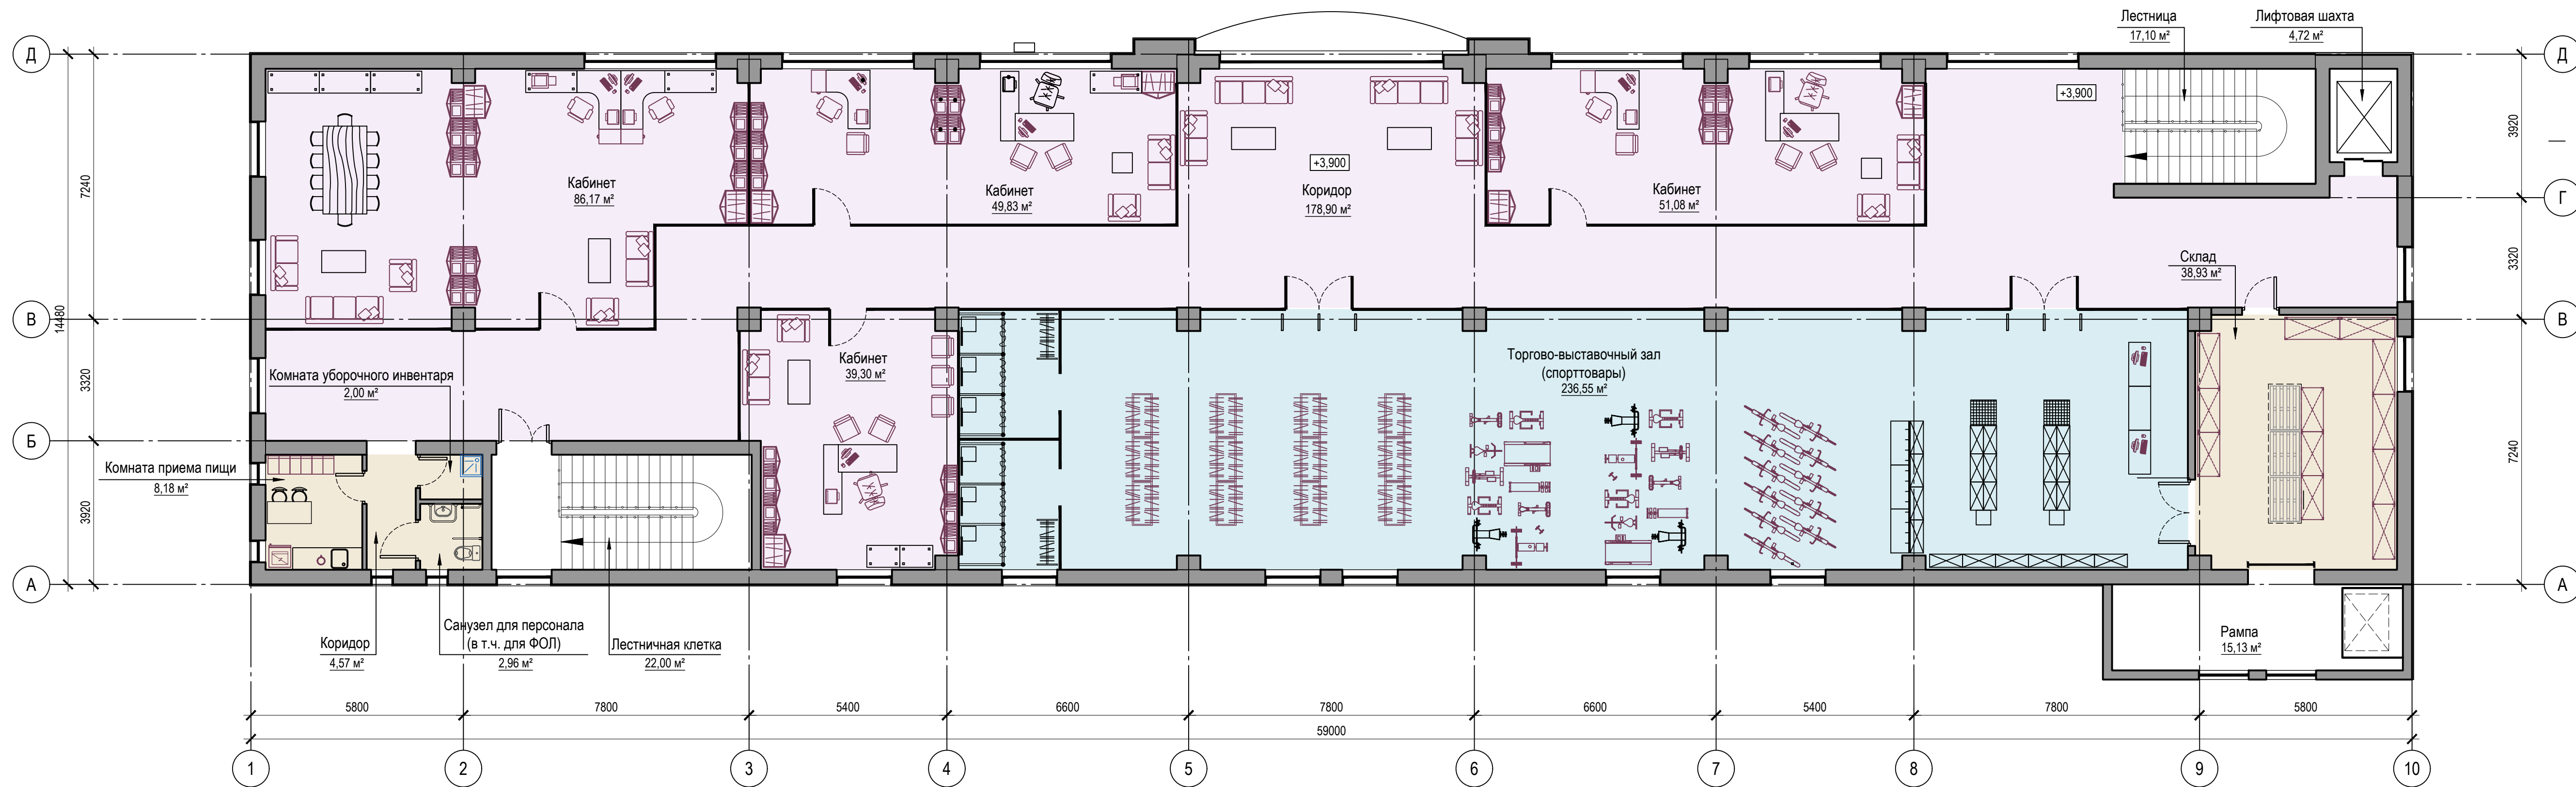 Лестница
17,10 м²
Лифтовая шахта
4,72 м²
Д
Д
+3,900
3920
7240
Кабинет
86,17 м²
Кабинет
49,83 м²
+3,900
Коридор
178,90 м²
Кабинет
51,08 м²
Г
Склад
38,93 м²
3320
В
14480
В
Кабинет
39,30 м²
Торгово-выставочный зал
(спорттовары)
236,55 м²
Комната уборочного инвентаря
2,00 м²
3320
Б
Комната приема пищи
8,18 м²
7240
3920
А
А
Коридор
4,57 м²
Санузел для персонала
(в т.ч. для ФОЛ)
2,96 м²
Лестничная клетка
22,00 м²
Рампа
15,13 м²
5800
7800
5400
6600
7800
6600
5400
7800
5800
59000
1
2
3
4
5
6
7
8
9
10